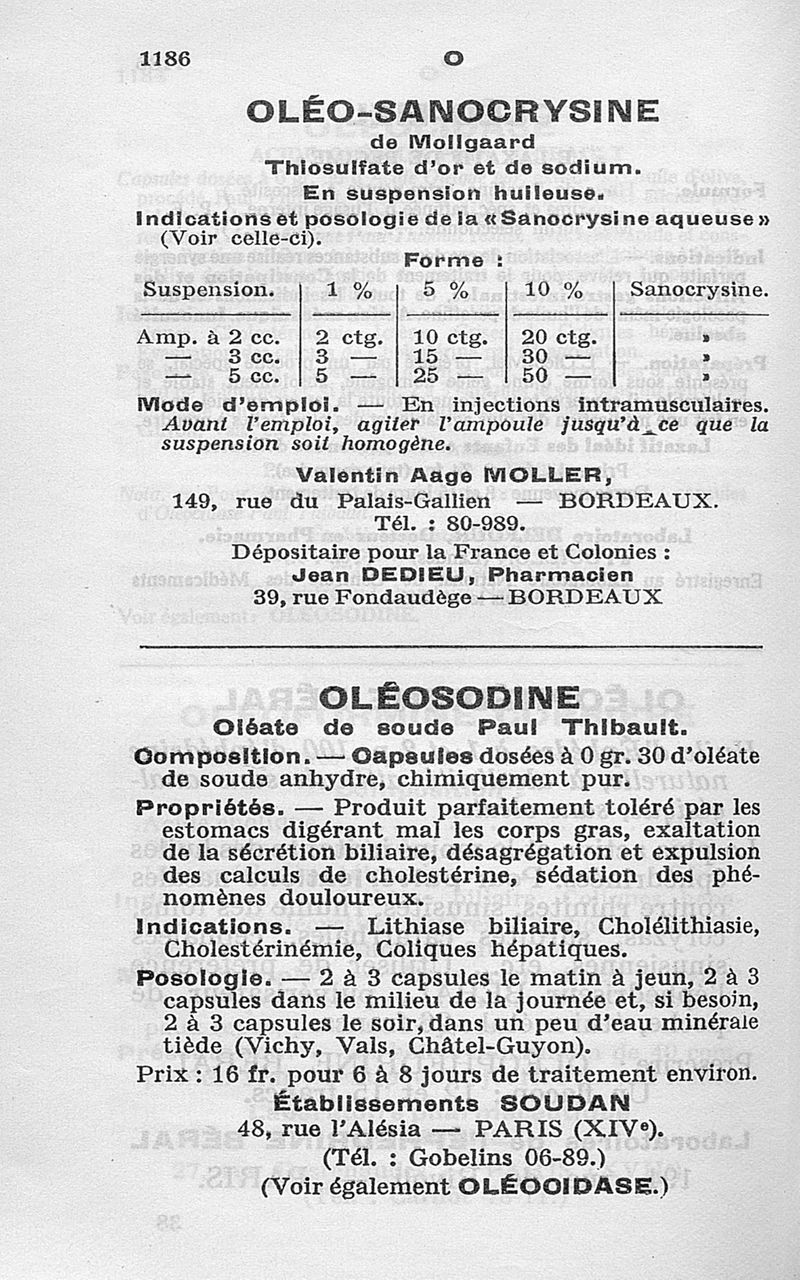 1186 O
OLÉO-SANOCRYSINE
de Mollgaard
Thiosulfate d'or et de sodium.
En suspension huileuse.
Indications et posologie de la «Sanocrysine aqueuse»
(Voir celle-ci).
Forme :
Suspension. 1 % 5 % 10 % Sanocrysine.
Amp. à 2 cc. 2 ctg. 10 ctg. 20 ctg. »
— 3 cc. 3 — 15 — 30 — »
— 5 cc. 5 — 25 — 50 — »
Mode d'emploi. — En injections intramusculaires.
Avant l'emploi, agiter l'ampoule jusqu'à ce que la
suspension soit homogène.
Valentin Aage MOLLER,
149, rue du Palais-Gallien — BORDEAUX.
Tél. : 80-989.
Dépositaire pour la France et Colonies :
Jean DEDIEU, Pharmacien
39, rue Fondaudège — BORDEAUX
OLÉOSODINE
Oléate de soude Paul Thibault.
Composition. — Capsules dosées à 0 gr. 30 d'oléate
de soude anhydre, chimiquement pur.
Propriétés. — Produit parfaitement toléré par les
estomacs digérant mal les corps gras, exaltation
de la sécrétion biliaire, désagrégation et expulsion
des calculs de cholestérine, sédation des phé-
nomènes douloureux.
Indications. — Lithiase biliaire, Cholélithiasie,
Cholestérinémie, Coliques hépatiques.
Posologie. — 2 à 3 capsules le matin à jeun, 2 à 3
capsules dans le milieu de la journée et, si besoin,
2 à 3 capsules le soir, dans un peu d'eau minérale
tiède (Vichy, Vals, Châtel-Guyon).
Prix : 16 fr. pour 6 à 8 jours de traitement environ.
Établissements SOUDAN
48, rue l'Alésia — PARIS (XIVe).
(Tél. : Gobelins 06-89.)
(Voir également OLÉOOIDASE.)